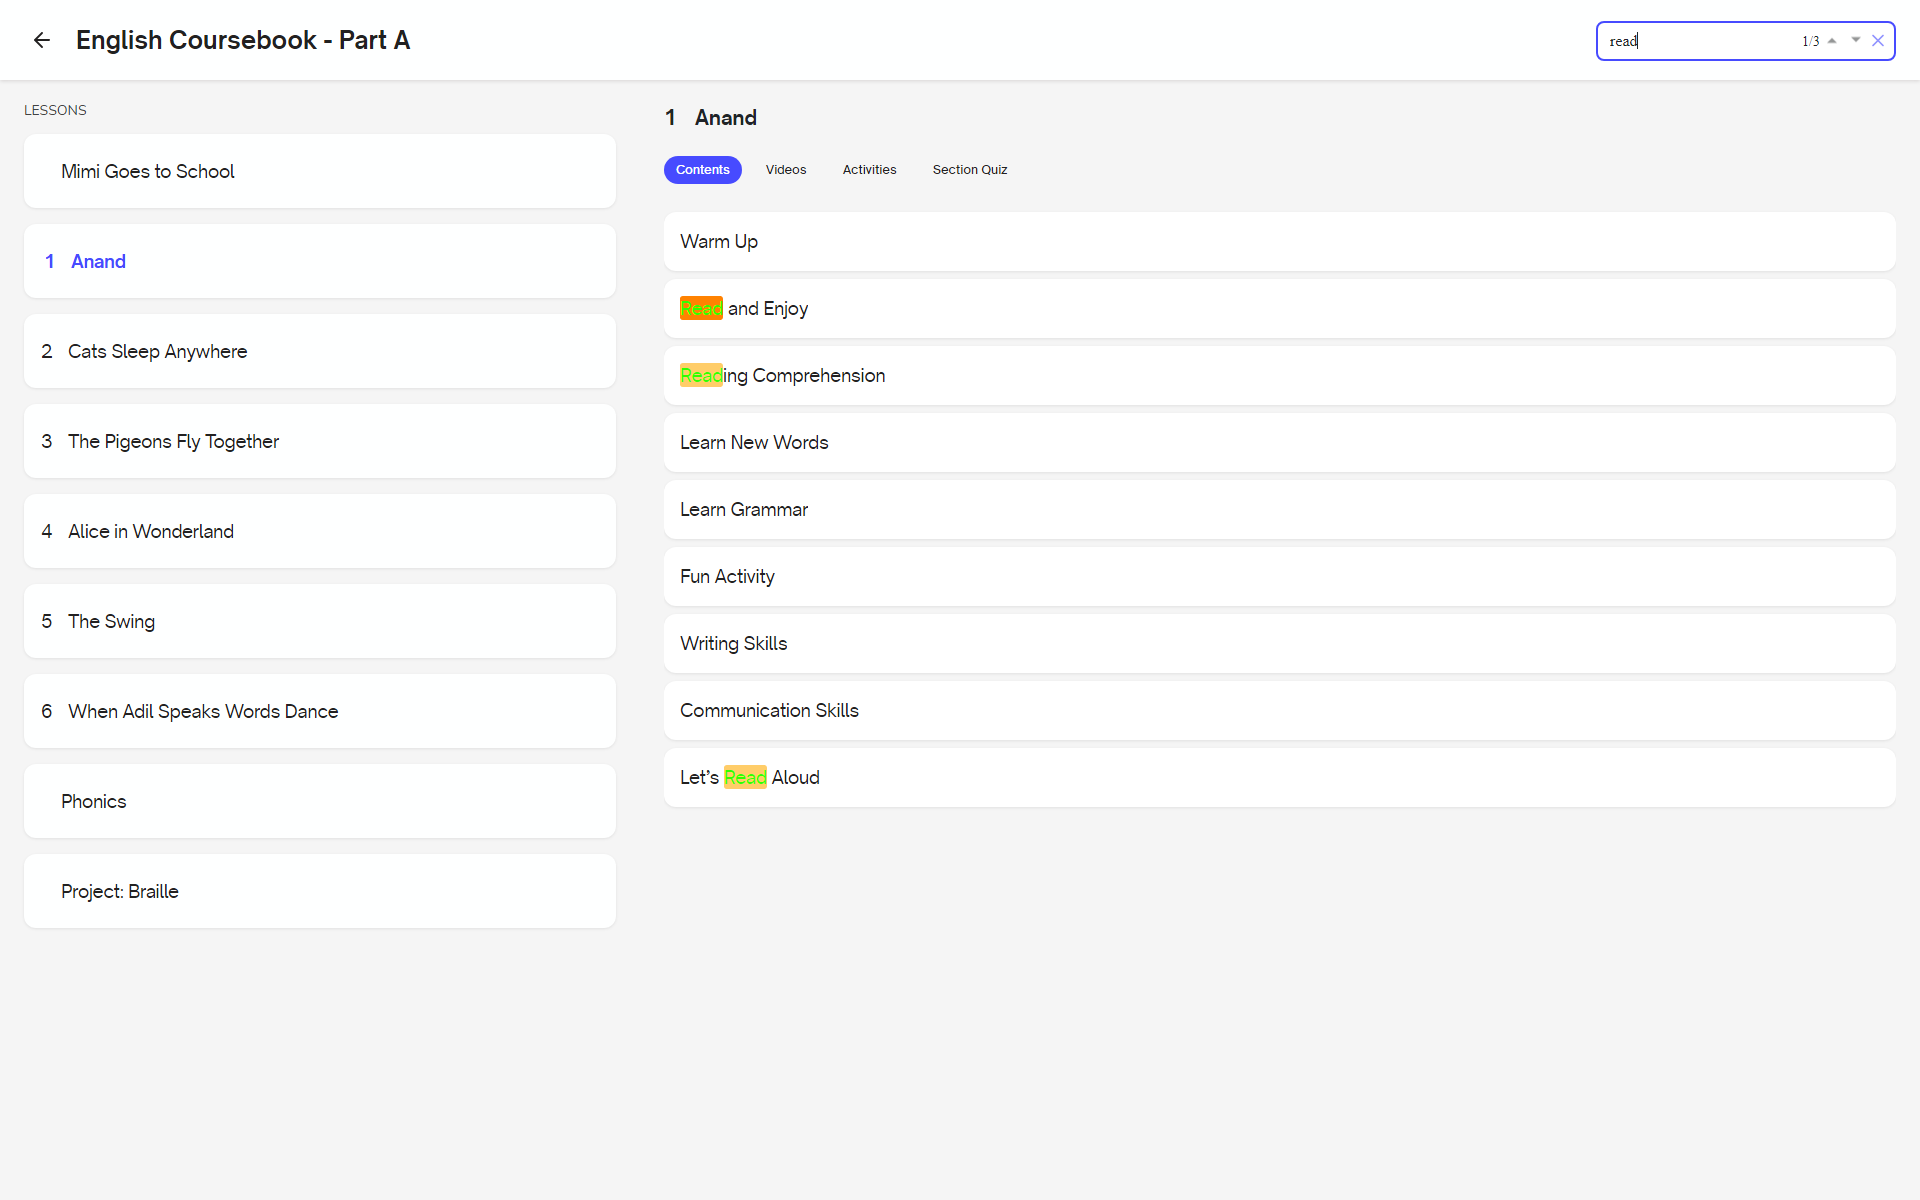 English Coursebook - Part A
read 1/3
LESSONS
Mimi Goes to School
1 Anand
2 Cats Sleep Anywhere
3 The Pigeons Fly Together
4 Alice in Wonderland
5 The Swing
6 When Adil Speaks Words Dance
Phonics
Project: Braille
1 Anand
Contents Videos Activities Section Quiz
Warm Up
Read and Enjoy
Reading Comprehension
Learn New Words
Learn Grammar
Fun Activity
Writing Skills
Communication Skills
Let’s Read Aloud